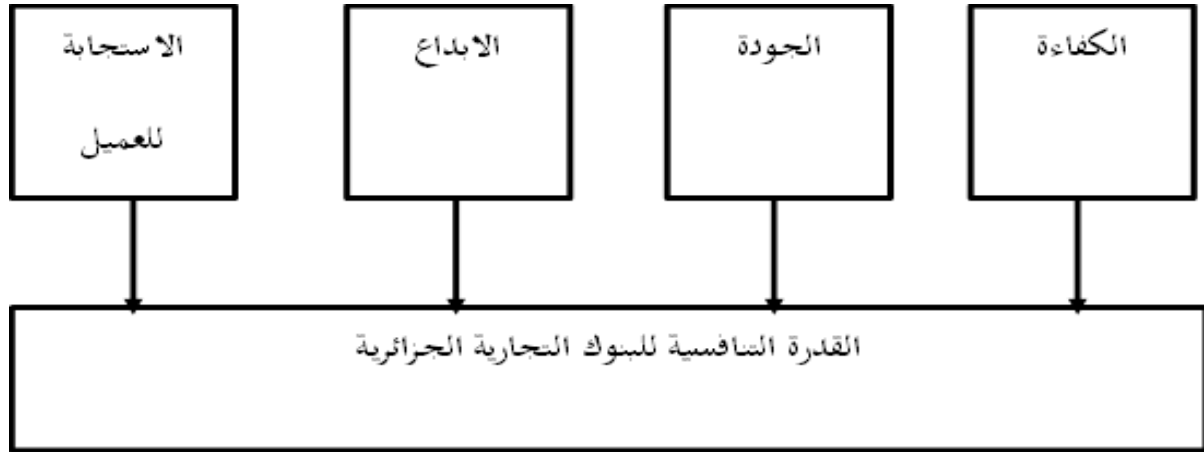 الكفاءة
الجودة
الابداع
الاستجابة
للعميل
القدرة التنافسية للبنوك التجارية الجزائرية